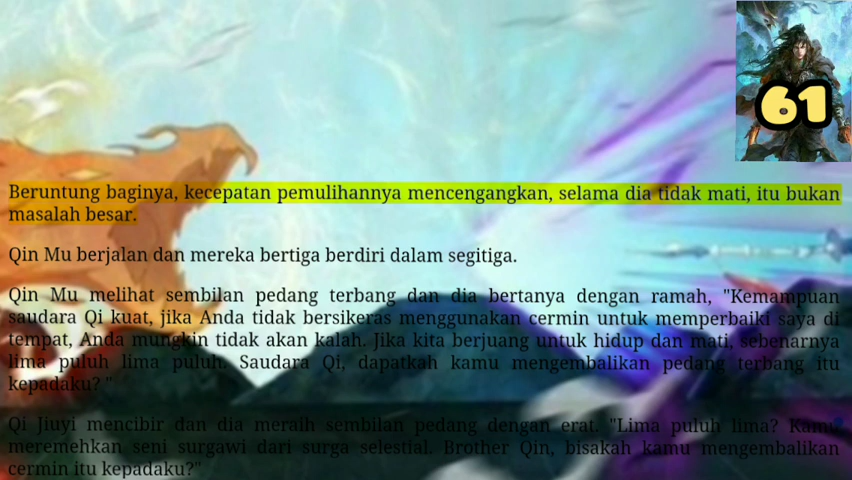 61
Beruntung baginya, kecepatan pemulihannya mencengangkan, selama dia tidak mati, itu bukan
masalah besar.
Qin Mu berjalan dan mereka bertiga berdiri dalam segitiga.
Qin Mu melihat sembilan pedang terbang dan dia bertanya dengan ramah, "Kemampuan
saudara Qi kuat, jika Anda tidak bersikeras menggunakan cermin untuk memperbaiki saya di
tempat, Anda mungkin tidak akan kalah. Jika kita berjuang untuk hidup dan mati, sebenarnya
lima puluh lima puluh. Saudara Qi, dapatkah kamu mengembalikan pedang terbang itu
kepadaku? "
Qi Jiuyi mencibir dan dia meraih sembilan pedang dengan erat. "Lima puluh lima? Kamu
meremehkan seni surgawi dari surga selestial. Brother Qin, bisakah kamu mengembalikan
cermin itu kepadaku?"